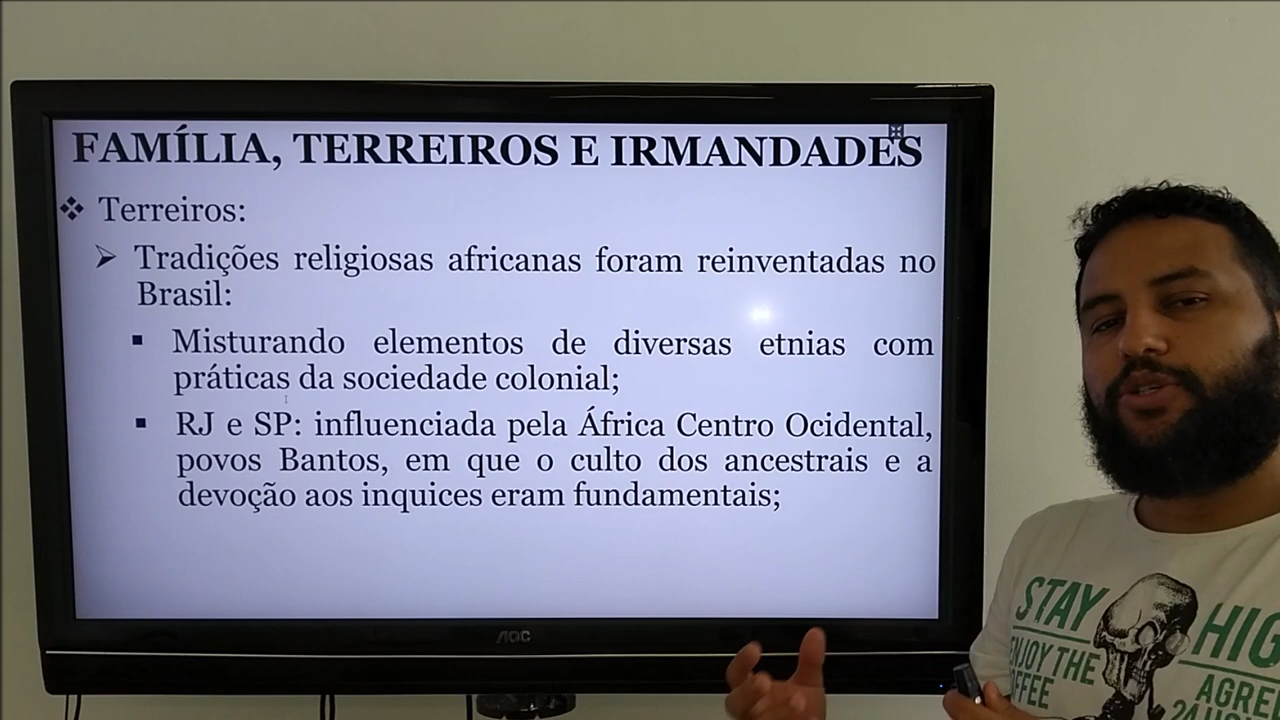 FAMÍLIA, TERREIROS E IRMANDADES
Terreiros:
Tradições religiosas africanas foram reinventadas no
Brasil:
Misturando elementos de diversas etnias com
práticas da sociedade colonial;
RJ e SP: influenciada pela África Centro Ocidental,
povos Bantos, em que o culto dos ancestrais e a
devoção aos inquices eram fundamentais;
AOC
STAY
HIG
ENJOY THE
AGRE
24